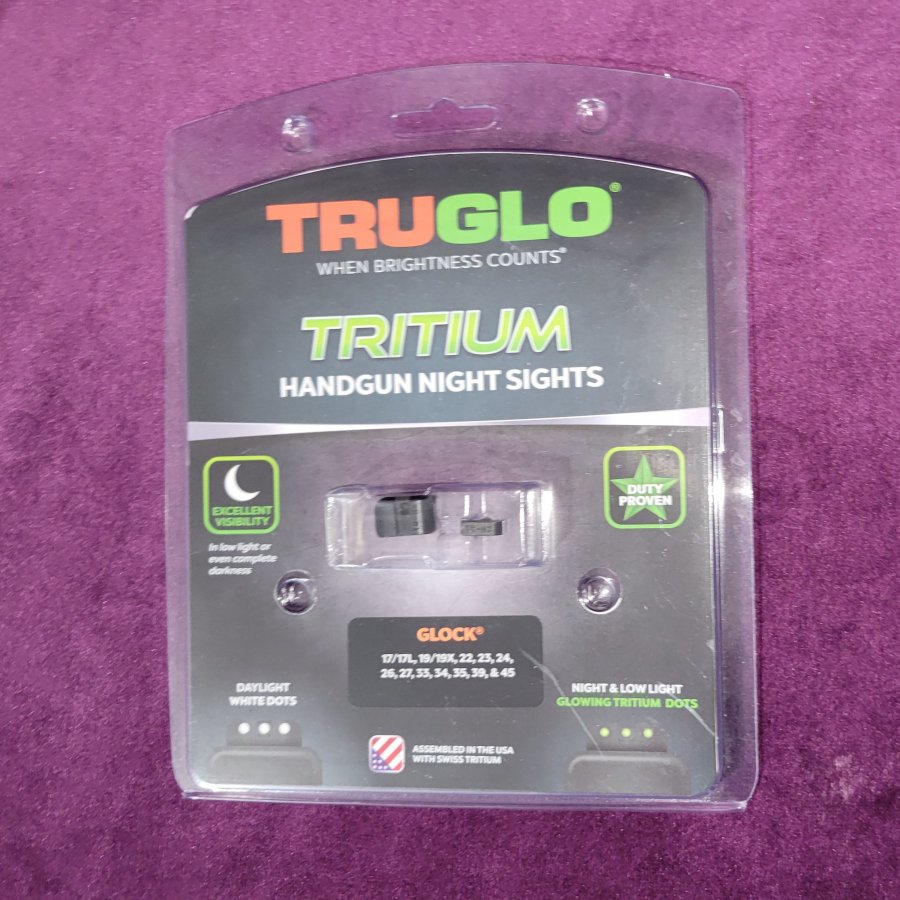 TRUGLO®
WHEN BRIGHTNESS COUNTS®
TRITIUM
HANDGUN NIGHT SIGHTS
EXCELLENT
VISIBILITY
In low light or
even complete
darkness
DUTY
PROVEN
GLOCK®
17/17L, 19/19X, 22, 23, 24,
26, 27, 33, 34, 35, 39, & 45
DAYLIGHT
WHITE DOTS
NIGHT & LOW LIGHT
GLOWING TRITIUM DOTS
ASSEMBLED IN THE USA
WITH SWISS TRITIUM